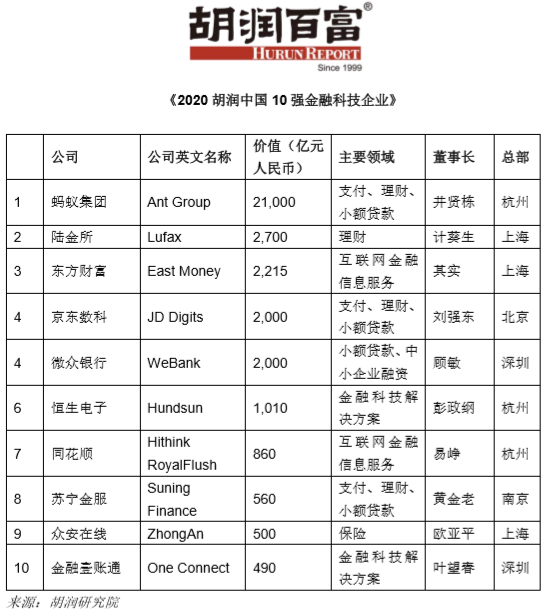 胡润百富®
HURUN REPORT
Since 1999
《2020 胡润中国 10 强金融科技企业》
公司 公司英文名称 价值（亿元人民币） 主要领域 董事长 总部
1 蚂蚁集团 Ant Group 21,000 支付、理财、小额贷款 井贤栋 杭州
2 陆金所 Lufax 2,700 理财 计葵生 上海
3 东方财富 East Money 2,215 互联网金融信息服务 其实 上海
4 京东数科 JD Digits 2,000 支付、理财、小额贷款 刘强东 北京
4 微众银行 WeBank 2,000 小额贷款、中小企业融资 顾敏 深圳
6 恒生电子 Hundsun 1,010 金融科技解决方案 彭政纲 杭州
7 同花顺 Hithink RoyalFlush 860 互联网金融信息服务 易峥 杭州
8 苏宁金服 Suning Finance 560 支付、理财、小额贷款 黄金老 南京
9 众安在线 ZhongAn 500 保险 欧亚平 上海
10 金融壹账通 One Connect 490 金融科技解决方案 叶望春 深圳
来源：胡润研究院